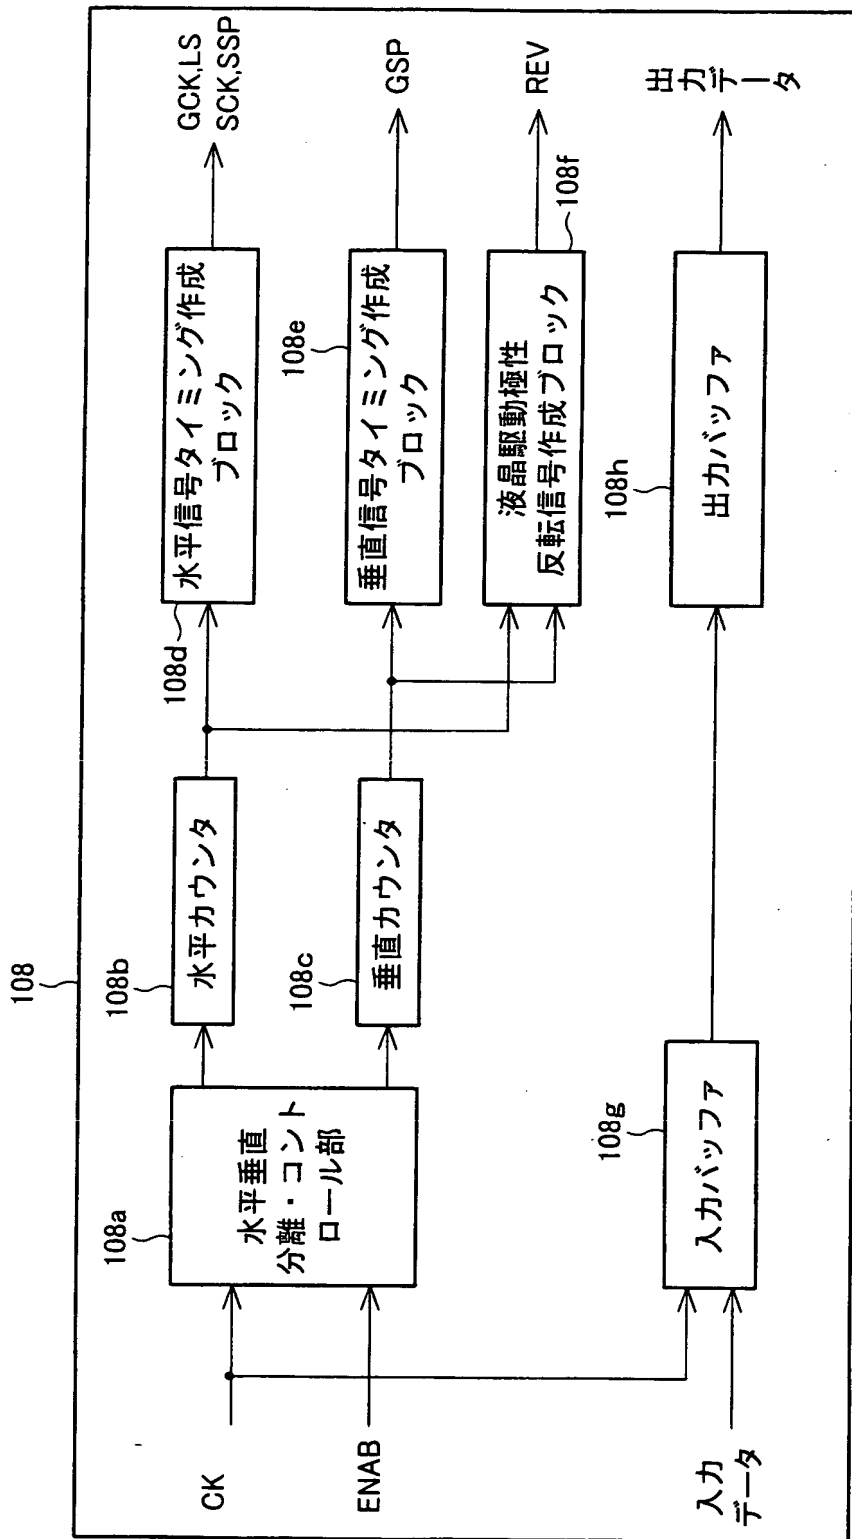 108
CK
ENAB
入力
データ
108a
水平垂直
分離・コント
ロール部
108b
水平カウンタ
108c
垂直カウンタ
108d
水平信号タイミング作成
ブロック
GCK,LS
SCK,SSP
108e
垂直信号タイミング作成
ブロック
GSP
液晶駆動極性
反転信号作成ブロック
108f
REV
108g
入力バッファ
108h
出力バッファ
出力
データ